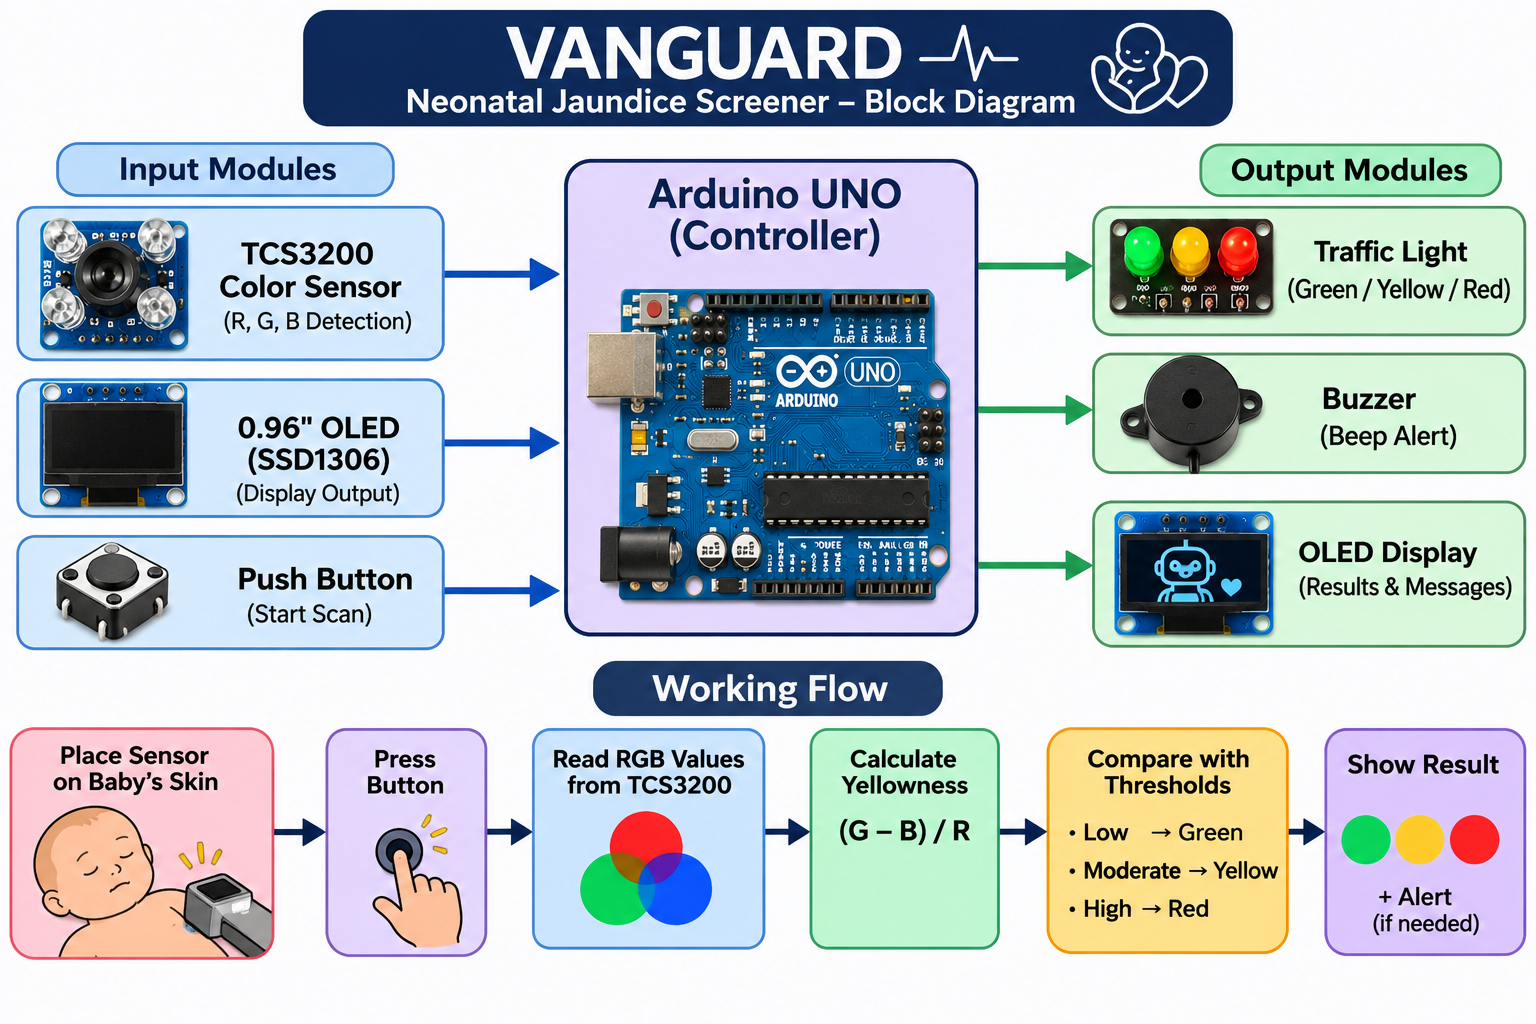 VANGUARD
Neonatal Jaundice Screener – Block Diagram
Input Modules
TCS3200
Color Sensor
(R, G, B Detection)
0.96" OLED
(SSD1306)
(Display Output)
Push Button
(Start Scan)
Arduino UNO
(Controller)
UNO
ARDUINO
Output Modules
Traffic Light
(Green / Yellow / Red)
Buzzer
(Beep Alert)
OLED Display
(Results & Messages)
Working Flow
Place Sensor
on Baby's Skin
Press
Button
Read RGB Values
from TCS3200
Calculate
Yellowness
(G – B) / R
Compare with
Thresholds
• Low → Green
• Moderate → Yellow
• High → Red
Show Result
+ Alert
(if needed)